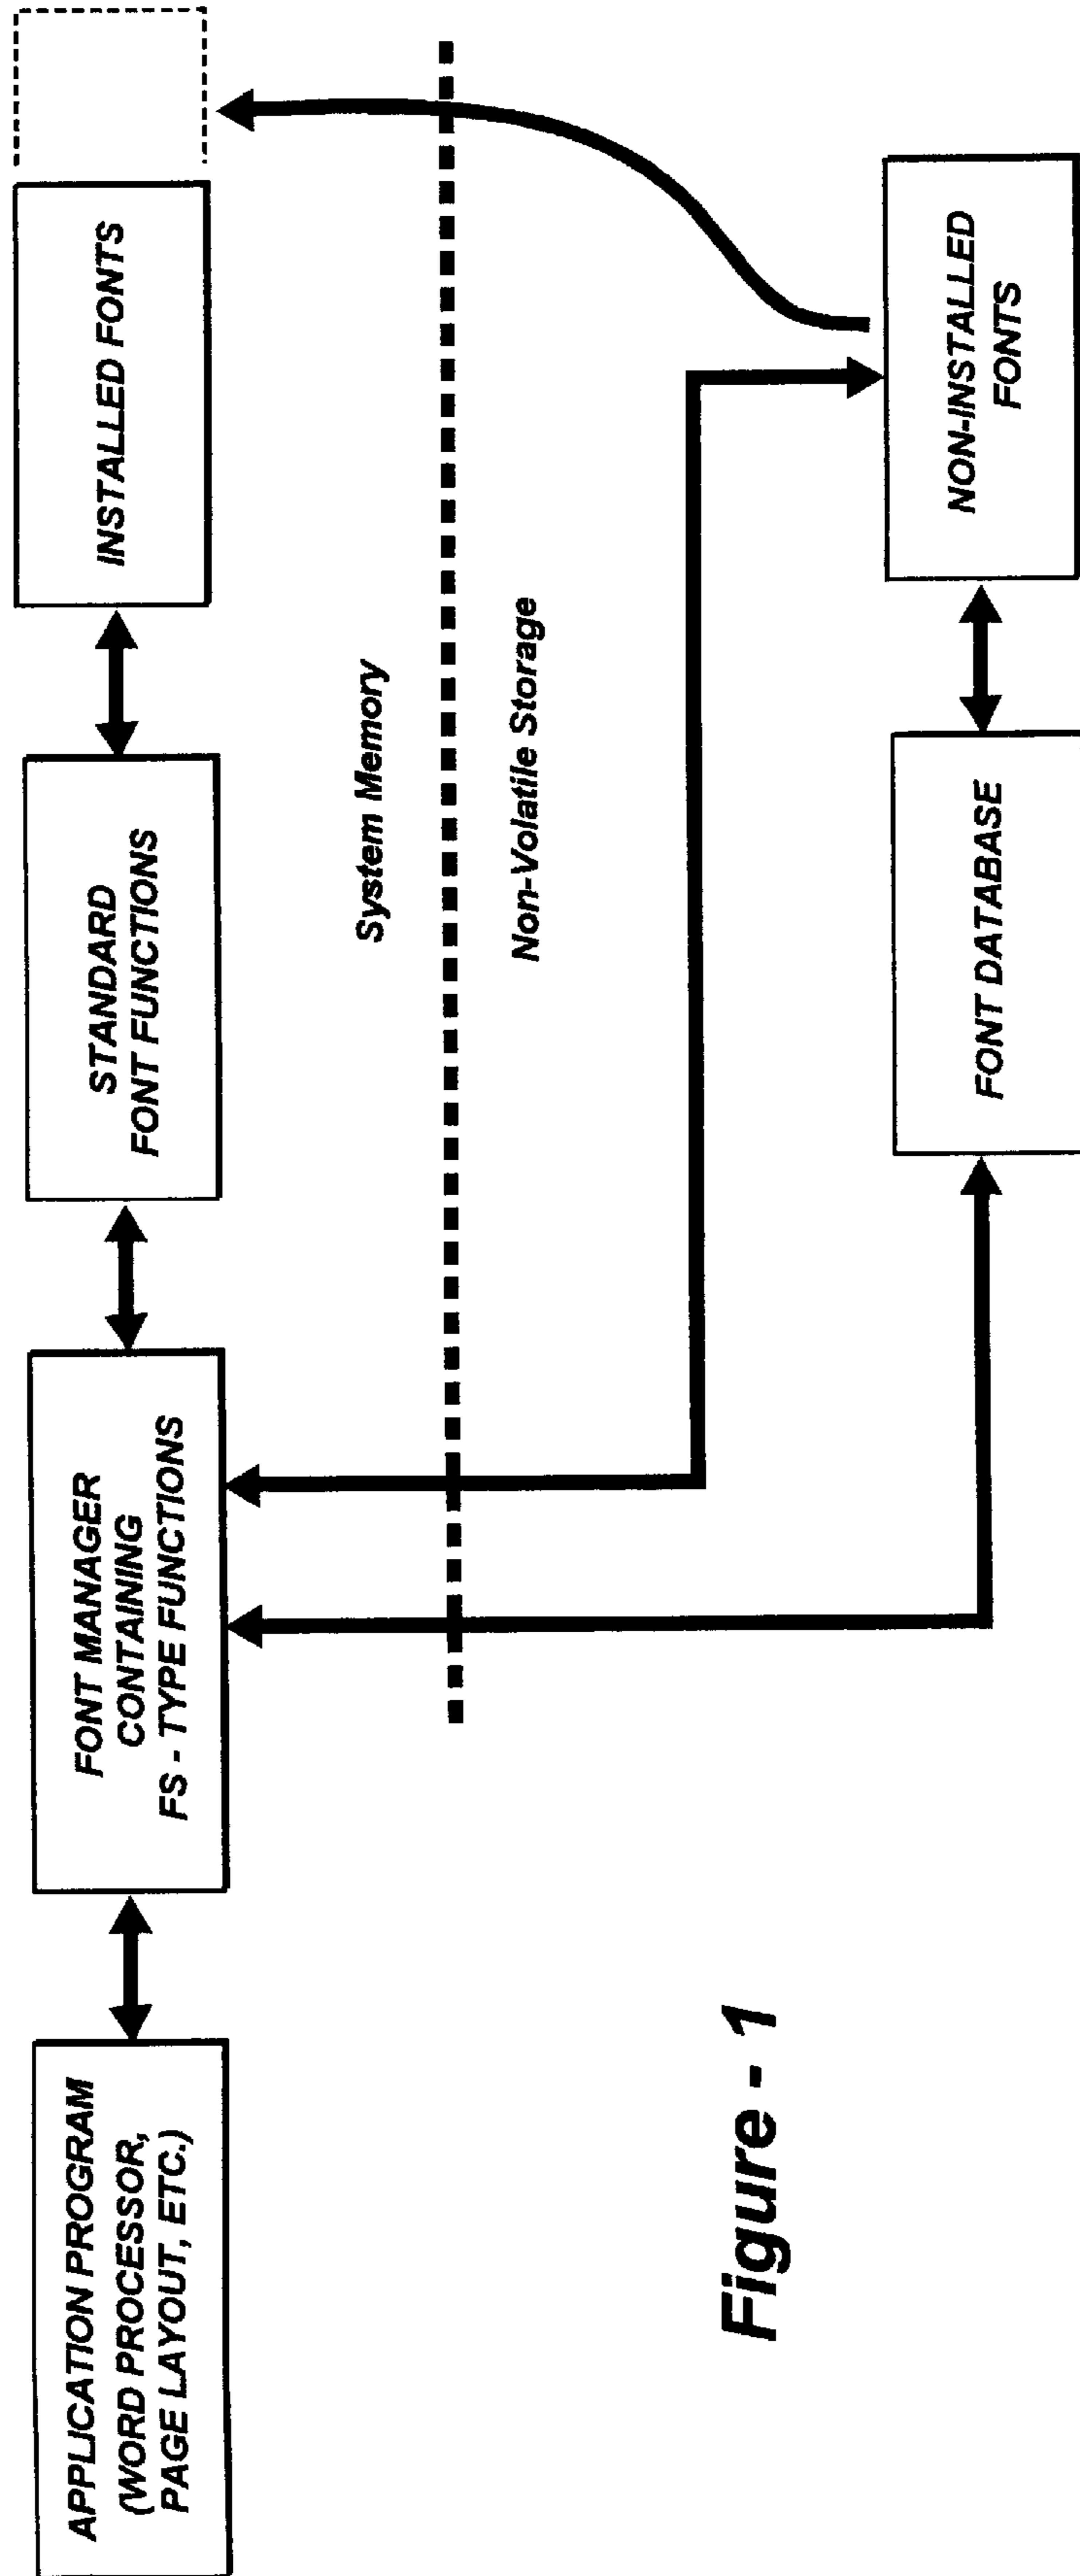 APPLICATION PROGRAM
(WORD PROCESSOR,
PAGE LAYOUT, ETC.)
FONT MANAGER
CONTAINING
FS - TYPE FUNCTIONS
STANDARD
FONT FUNCTIONS
INSTALLED FONTS
System Memory
Non-Volatile Storage
FONT DATABASE
NON-INSTALLED
FONTS
Figure - 1